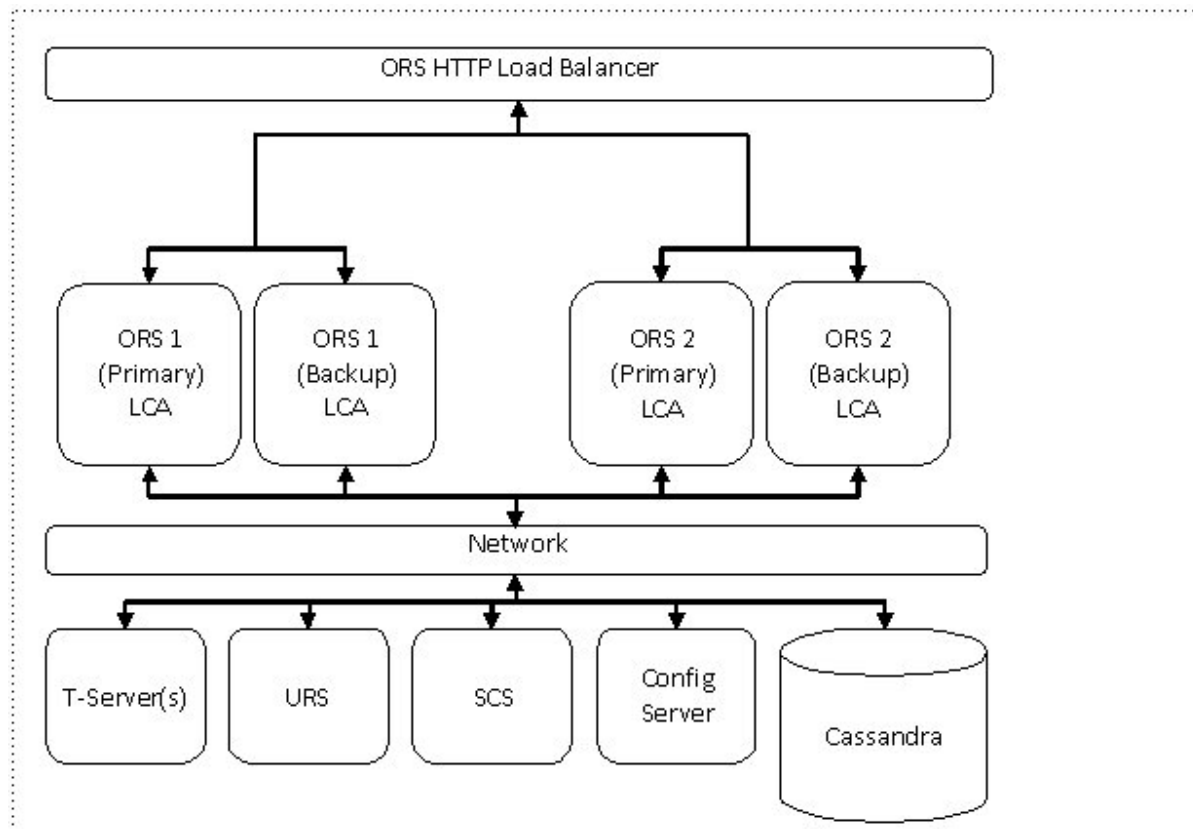 ORS HTTP Load Balancer
ORS 1
(Primary)
LCA
ORS 1
(Backup)
LCA
ORS 2
(Primary)
LCA
ORS 2
(Backup)
LCA
Network
T-Server(s)
URS
SCS
Config
Server
Cassandra